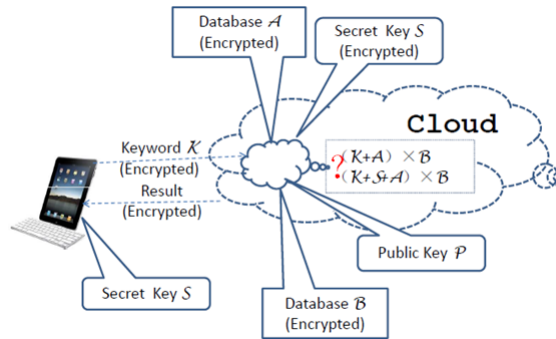 Database A
(Encrypted)
Secret Key S
(Encrypted)
Cloud
Keyword K
(Encrypted)
Result
(Encrypted)
?
(K+A) ×B
(K+S+A) ×B
Public Key P
Secret Key S
Database B
(Encrypted)